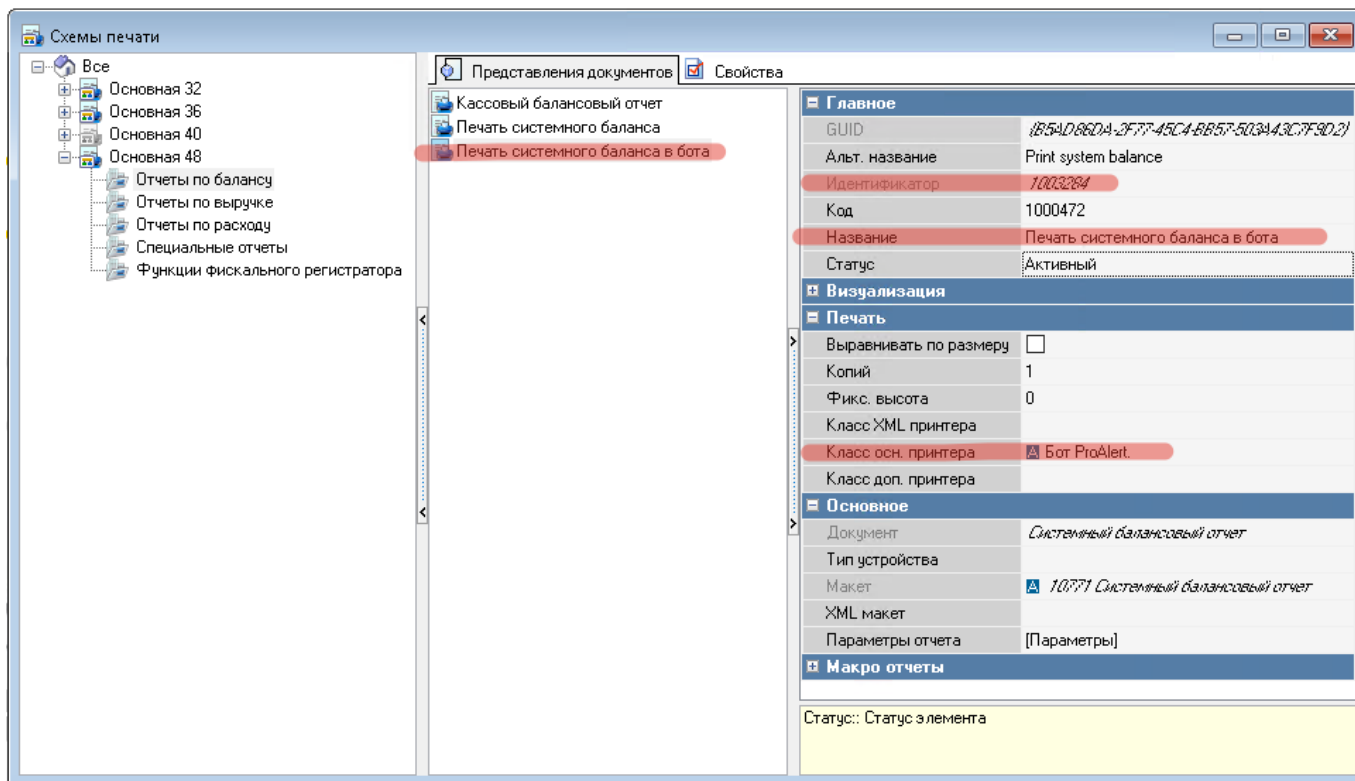 Схемы печати
Все
Основная 32
Основная 36
Основная 40
Основная 48
Отчеты по балансу
Отчеты по выручке
Отчеты по расходу
Специальные отчеты
Функции фискального регистратора
Представления документов
Свойства
Кассовый балансовый отчет
Печать системного баланса
Печать системного баланса в бота
Главное
GUID {B5AD86DA-2F77-45C4-BB57-503A43C7F9D2}
Альт. название Print system balance
Идентификатор 1003284
Код 1000472
Название Печать системного баланса в бота
Статус Активный
Визуализация
Печать
Выравнивать по размеру
Копий 1
Фикс. высота 0
Класс XML принтера
Класс осн. принтера Бот ProAlert.
Класс доп. принтера
Основное
Документ Системный балансовый отчет
Тип устройства
Макет 10771 Системный балансовый отчет
XML макет
Параметры отчета [Параметры]
Макро отчеты
Статус:: Статус элемента